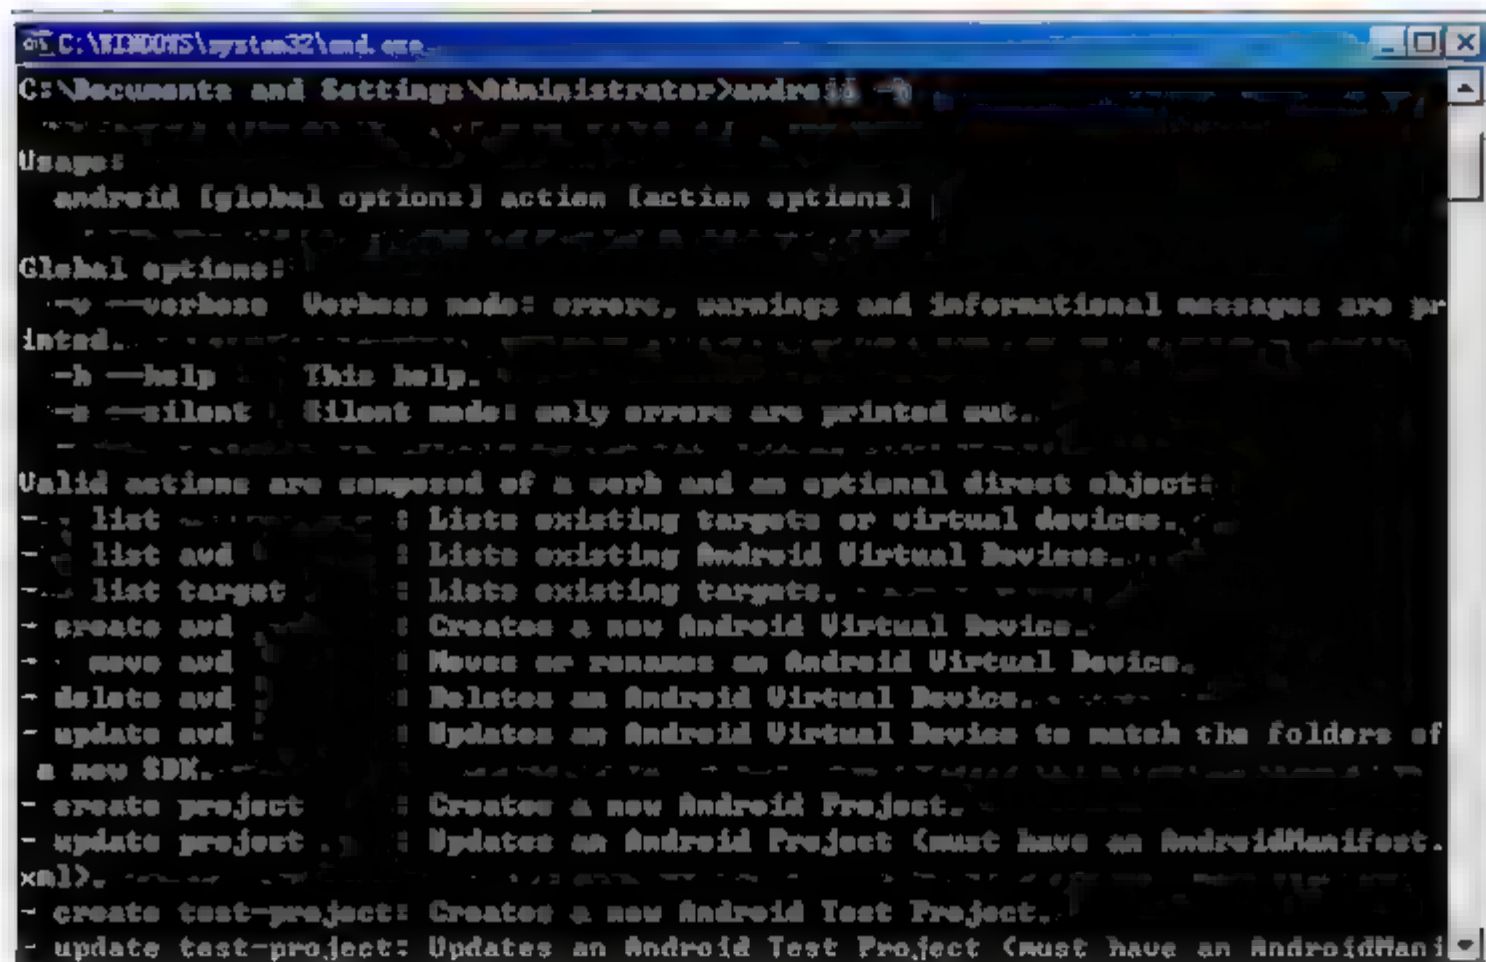 C:\WINDOWS\system32\cmd.exe
C:\Documents and Settings\Administrator>android -h
Usage:
android [global options] action [action options]
Global options:
-v --verbose  Verbose mode: errors, warnings and informational messages are pr
inted.
-h --help     This help.
-s --silent   Silent mode: only errors are printed out.
Valid actions are composed of a verb and an optional direct object:
-   list              : Lists existing targets or virtual devices.
-   list avd          : Lists existing Android Virtual Devices.
-   list target       : Lists existing targets.
- create avd          : Creates a new Android Virtual Device.
-   move avd          : Moves or renames an Android Virtual Device.
- delete avd          : Deletes an Android Virtual Device.
- update avd          : Updates an Android Virtual Device to match the folders of
a new SDK.
- create project      : Creates a new Android Project.
- update project      : Updates an Android Project (must have an AndroidManifest.
xml).
- create test-project: Creates a new Android Test Project.
- update test-project: Updates an Android Test Project (must have an AndroidMani